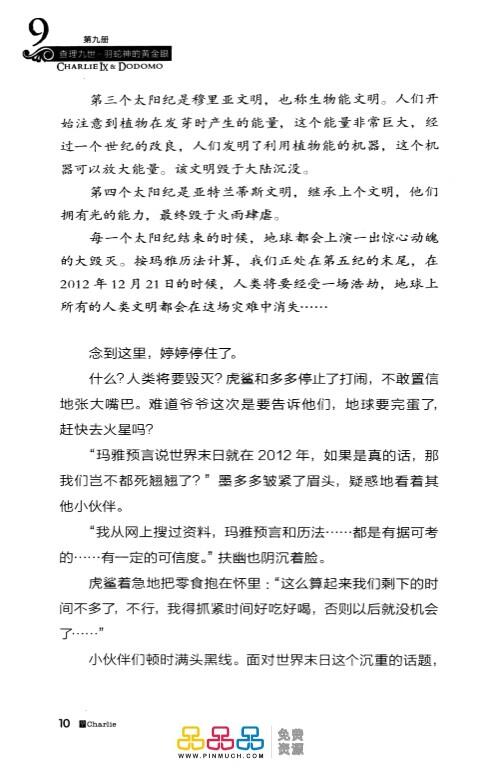 9
第九册
查理九世·羽蛇神的黄金眼
CHARLIE IX & DODOMO
第三个太阳纪是穆里亚文明，也称生物能文明。人们开
始注意到植物在发芽时产生的能量，这个能量非常巨大，经
过一个世纪的改良，人们发明了利用植物能的机器，这个机
器可以放大能量。该文明毁于大陆沉没。
第四个太阳纪是亚特兰蒂斯文明，继承上个文明，他们
拥有光的能力，最终毁于火雨肆虐。
每一个太阳纪结束的时候，地球都会上演一出惊心动魄
的大毁灭。按玛雅历法计算，我们正处在第五纪的末尾，在
2012年12月21日的时候，人类将要经受一场浩劫，地球上
所有的人类文明都会在这场灾难中消失……
念到这里，婷婷停住了。
什么？人类将要毁灭？虎鲨和多多停止了打闹，不敢置信
地张大嘴巴。难道爷爷这次是要告诉他们，地球要完蛋了，
赶快去火星吗？
“玛雅预言说世界末日就在2012年，如果是真的话，那
我们岂不都死翘翘了？”墨多多皱紧了眉头，疑惑地看着其
他小伙伴。
“我从网上搜过资料，玛雅预言和历法……都是有据可考
的……有一定的可信度。”扶幽也阴沉着脸。
虎鲨着急地把零食抱在怀里：“这么算起来我们剩下的时
间不多了，不行，我得抓紧时间好吃好喝，否则以后就没机会
了……”
小伙伴们顿时满头黑线。面对世界末日这个沉重的话题，
10 Charlie
品品品 免费
资源
WWW.PINMUCH.COM